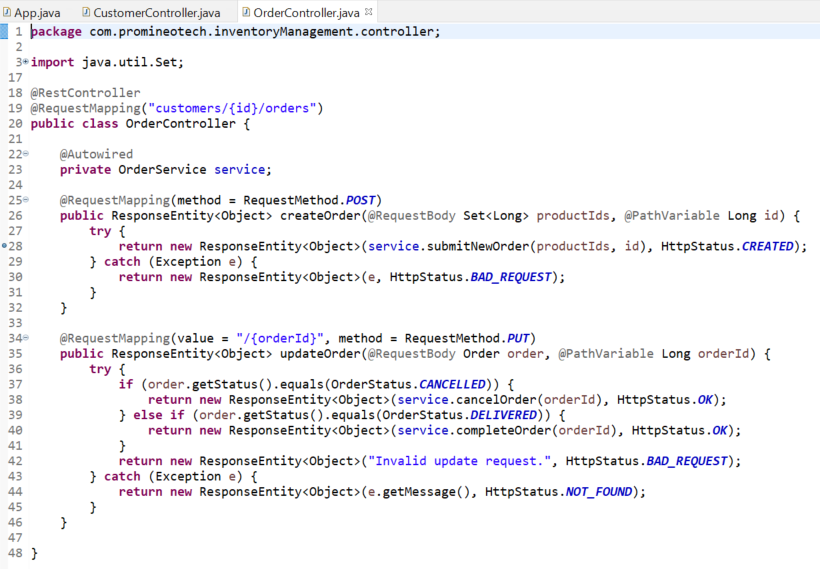 App.java CustomerController.java OrderController.java
1 package com.promineotech.inventoryManagement.controller;
2
3 import java.util.Set;
17
18 @RestController
19 @RequestMapping("customers/{id}/orders")
20 public class OrderController {
21
22 @Autowired
23 private OrderService service;
24
25 @RequestMapping(method = RequestMethod.POST)
26 public ResponseEntity<Object> createOrder(@RequestBody Set<Long> productIds, @PathVariable Long id) {
27 try {
28 return new ResponseEntity<Object>(service.submitNewOrder(productIds, id), HttpStatus.CREATED);
29 } catch (Exception e) {
30 return new ResponseEntity<Object>(e, HttpStatus.BAD_REQUEST);
31 }
32 }
33
34 @RequestMapping(value = "/{orderId}", method = RequestMethod.PUT)
35 public ResponseEntity<Object> updateOrder(@RequestBody Order order, @PathVariable Long orderId) {
36 try {
37 if (order.getStatus().equals(OrderStatus.CANCELLED)) {
38 return new ResponseEntity<Object>(service.cancelOrder(orderId), HttpStatus.OK);
39 } else if (order.getStatus().equals(OrderStatus.DELIVERED)) {
40 return new ResponseEntity<Object>(service.completeOrder(orderId), HttpStatus.OK);
41 }
42 return new ResponseEntity<Object>("Invalid update request.", HttpStatus.BAD_REQUEST);
43 } catch (Exception e) {
44 return new ResponseEntity<Object>(e.getMessage(), HttpStatus.NOT_FOUND);
45 }
46 }
47
48 }